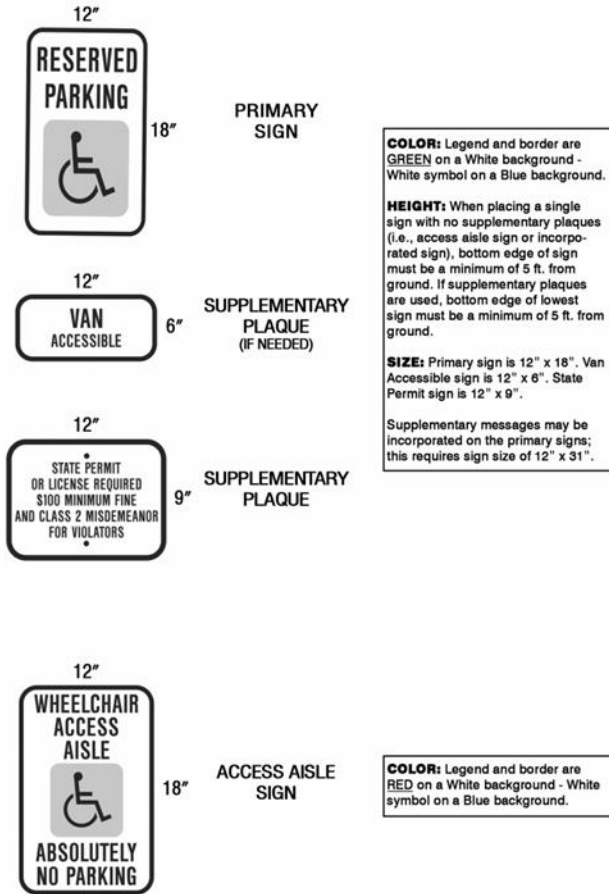 12″
RESERVED
PARKING
18″
PRIMARY
SIGN
COLOR: Legend and border are
GREEN on a White background -
White symbol on a Blue background.
HEIGHT: When placing a single
sign with no supplementary plaques
(i.e., access aisle sign or incorpo-
rated sign), bottom edge of sign
must be a minimum of 5 ft. from
ground. If supplementary plaques
are used, bottom edge of lowest
sign must be a minimum of 5 ft. from
ground.
SIZE: Primary sign is 12" x 18". Van
Accessible sign is 12" x 6". State
Permit sign is 12" x 9".
Supplementary messages may be
incorporated on the primary signs;
this requires sign size of 12" x 31".
12″
VAN
ACCESSIBLE
6″
SUPPLEMENTARY
PLAQUE
(IF NEEDED)
12″
STATE PERMIT
OR LICENSE REQUIRED
$100 MINIMUM FINE
AND CLASS 2 MISDEMEANOR
FOR VIOLATORS
9″
SUPPLEMENTARY
PLAQUE
12″
WHEELCHAIR
ACCESS
AISLE
ABSOLUTELY
NO PARKING
18″
ACCESS AISLE
SIGN
COLOR: Legend and border are
RED on a White background - White
symbol on a Blue background.